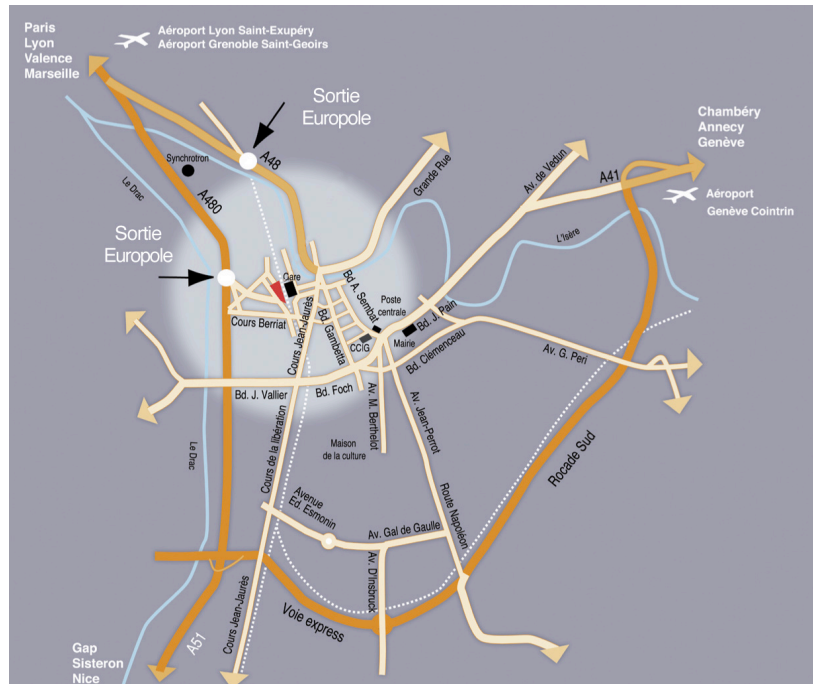 Paris
Lyon
Valence
Marseille
Aéroport Lyon Saint-Exupéry
Aéroport Grenoble Saint-Geoirs
Sortie
Europole
Chambéry
Annecy
Genève
A48
Grande Rue
Av. de Vedun
A41
Synchrotron
Le Drac
A480
Aéroport
Genève Cointrin
L'Isère
Sortie
Europole
Gare
Bd A. Sembat
Poste
centrale
Cours Jean-Jaurès
Cours Berriat
Bd. Gambetta
CCIG
Mairie
Bd. J. Pain
Bd. Clémenceau
Av. G. Peri
Bd. J. Vallier
Bd. Foch
Av. M. Berthelot
Av. Jean-Perrot
Maison
de la culture
Le Drac
Cours de la libération
Rocade Sud
Avenue
Ed. Esmonin
Av. Gal de Gaulle
Route Napoléon
Av. D'Insbruck
Cours Jean-Jaurès
Voie express
A51
Gap
Sisteron
Nice